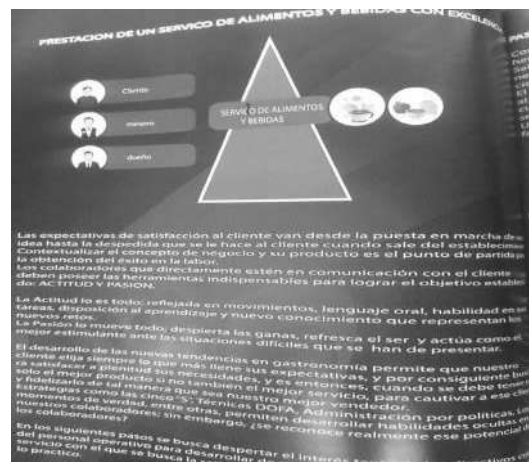 PRESTACION DE UN SERVICO DE ALIMENTOS Y BEBIDAS CON EXCELENCI
Cliente
mesero
dueño
SERVICO DE ALIMENTOS
Y BEBIDAS
Las expectativas de satisfacción al cliente van desde la puesta en marcha de
idea hasta la despedida que se le hace al cliente cuando sale del establecimien
Contextualizar el concepto de negocio y su producto es el punto de partida
la obtención del éxito en la labor.
Los colaboradores que directamente estén en comunicación con el cliente
deben poseer las herramientas indispensables para lograr el objetivo estable
do: ACTITUD Y PASION.
La Actitud lo es todo: reflejada en movimientos, lenguaje oral, habilidad en
tareas, disposición al aprendizaje y nuevo conocimiento que representan los
nuevos retos.
La Pasión lo mueve todo; despierta las ganas, refresca el ser y actúa como el
mejor estimulante ante las situaciones difíciles que se han de presentar.
El desarrollo de las nuevas tendencias en gastronomía permite que nuestro
cliente elija siempre lo que más llene sus expectativas, y por consiguiente
ra satisfacer a plenitud sus necesidades, y es entonces, cuando se debe tener
solo el mejor producto si no también el mejor servicio, para cautivar a ese
y fidelizarlo de tal manera que sea nuestro mejor vendedor.
Estrategias como las cinco "S"; Técnicas DOFA, Administración por políticas,
momentos de verdad, entre otras, permiten desarrollar habilidades ocultas
nuestros colaboradores; sin embargo, ¿se reconoce realmente ese potencial
los colaboradores?
En los siguientes pasos se busca despertar el interés
del personal operativo para desarrollar
servicio con el que se busca la
lo practico.